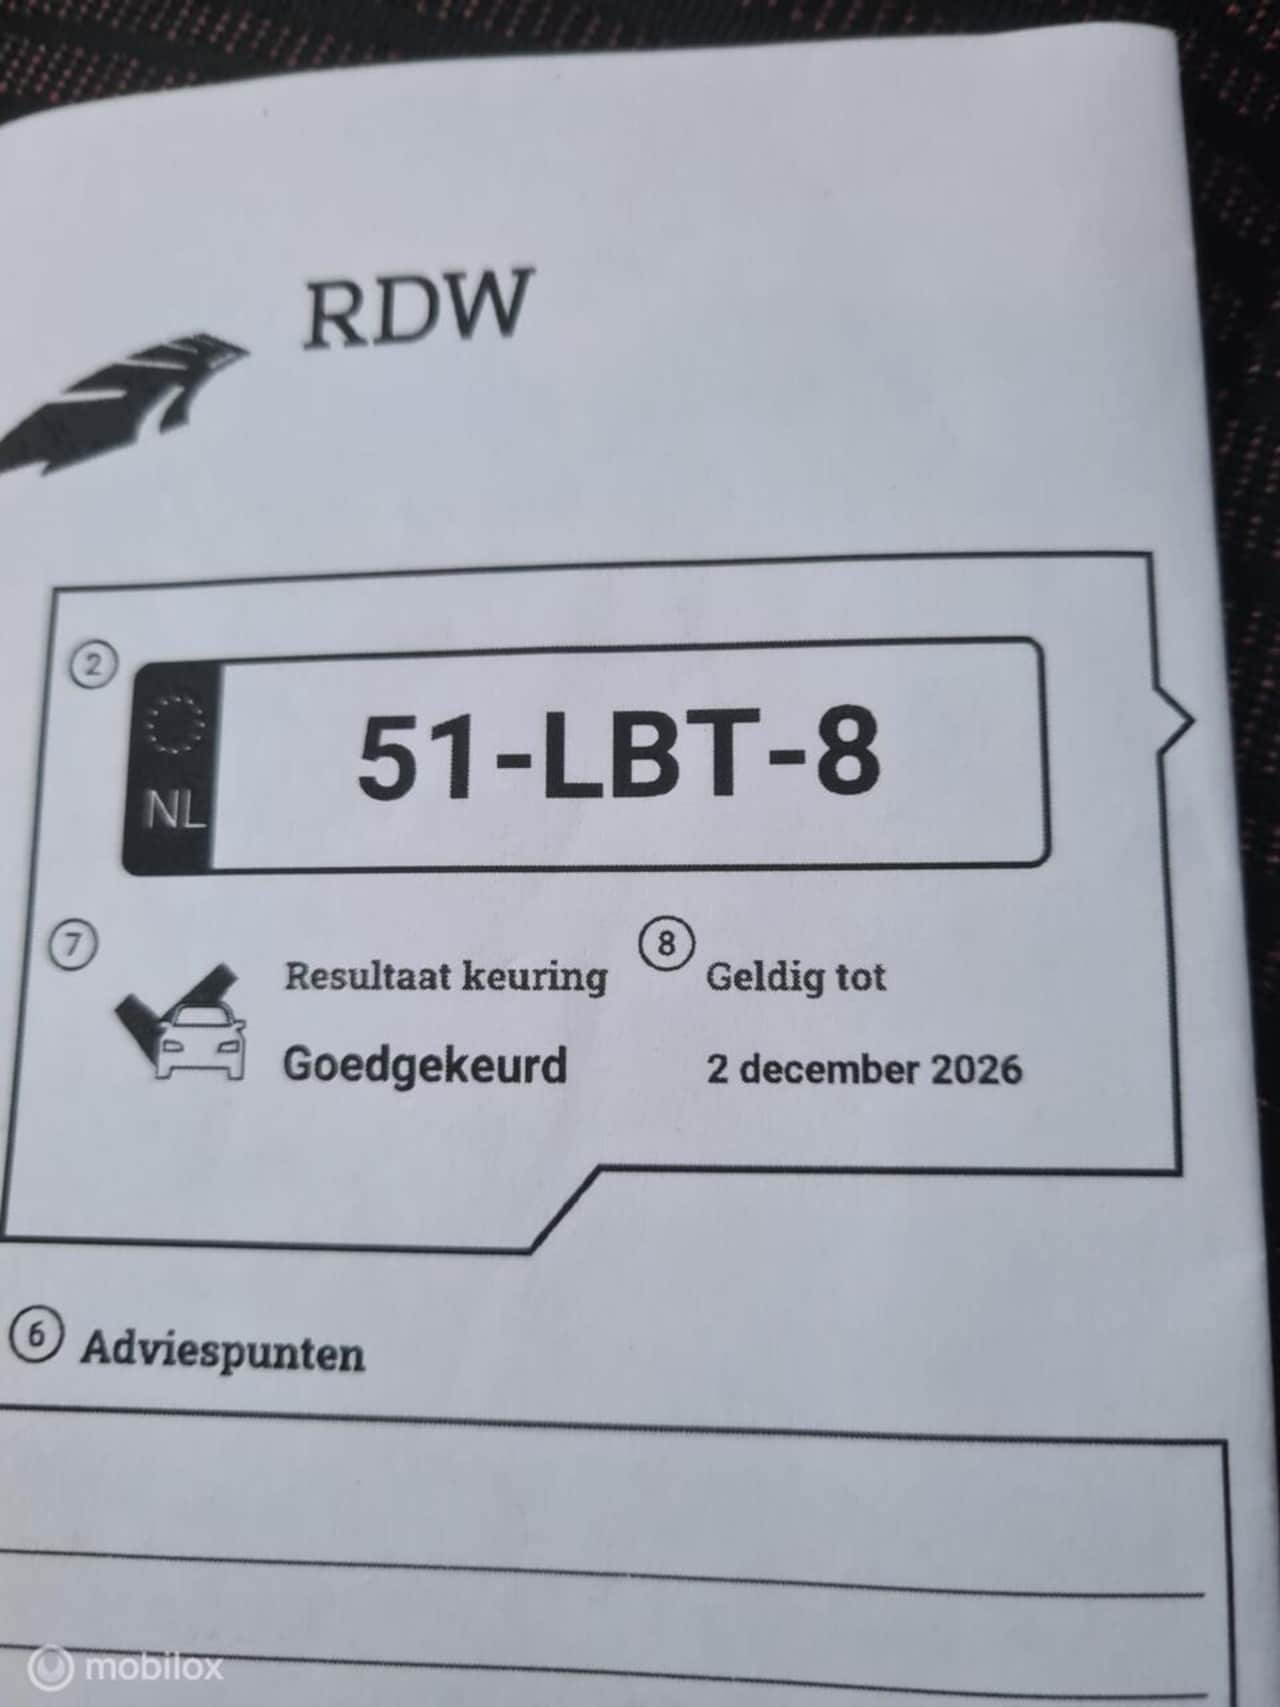 RDW
2
NL
51-LBT-8
7
Resultaat keuring
8
Geldig tot
Goedgekeurd
2 december 2026
6 Adviespunten
mobilox